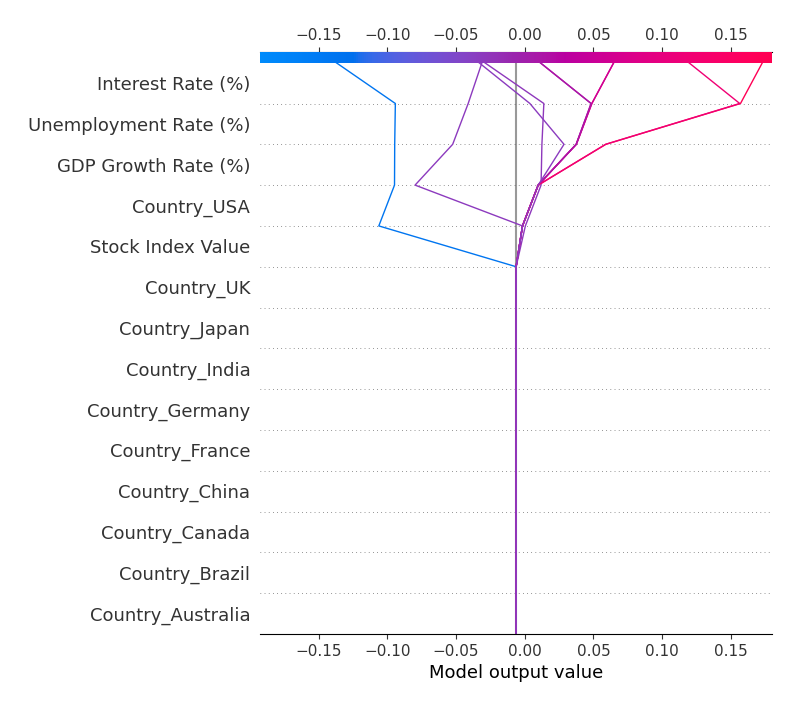 −0.15 −0.10 −0.05 0.00 0.05 0.10 0.15
Interest Rate (%)
Unemployment Rate (%)
GDP Growth Rate (%)
Country_USA
Stock Index Value
Country_UK
Country_Japan
Country_India
Country_Germany
Country_France
Country_China
Country_Canada
Country_Brazil
Country_Australia
−0.15 −0.10 −0.05 0.00 0.05 0.10 0.15
Model output value